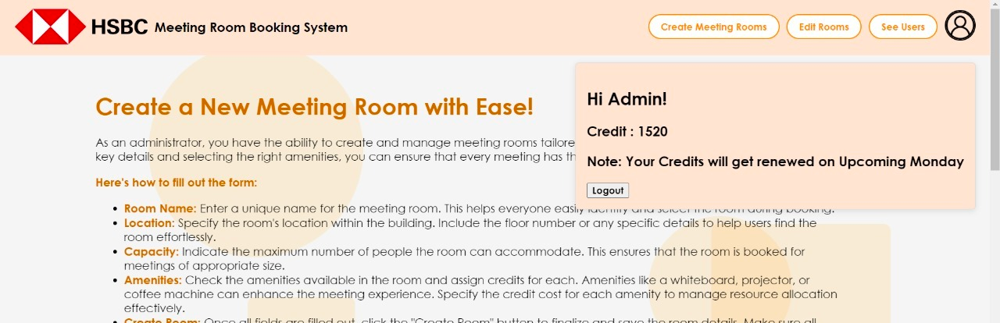 HSBC Meeting Room Booking System
Create Meeting Rooms
Edit Rooms
See Users
Hi Admin!
Credit : 1520
Note: Your Credits will get renewed on Upcoming Monday
Logout
Create a New Meeting Room with Ease!
As an administrator, you have the ability to create and manage meeting rooms
key details and selecting the right amenities, you can ensure that every meeting has
Here's how to fill out the form:
• Room Name: Enter a unique name for the meeting room. This helps everyone easily identify and select the room during booking.
• Location: Specify the room's location within the building. Include the floor number or any specific details to help users find the
room effortlessly.
• Capacity: Indicate the maximum number of people the room can accommodate. This ensures that the room is booked for
meetings of appropriate size.
• Amenities: Check the amenities available in the room and assign credits for each. Amenities like a whiteboard, projector, or
coffee machine can enhance the meeting experience. Specify the credit cost for each amenity to manage resource allocation
effectively.
• Create Room: Once all fields are filled out, click the "Create Room" button to finalize and save the room details. Make sure all